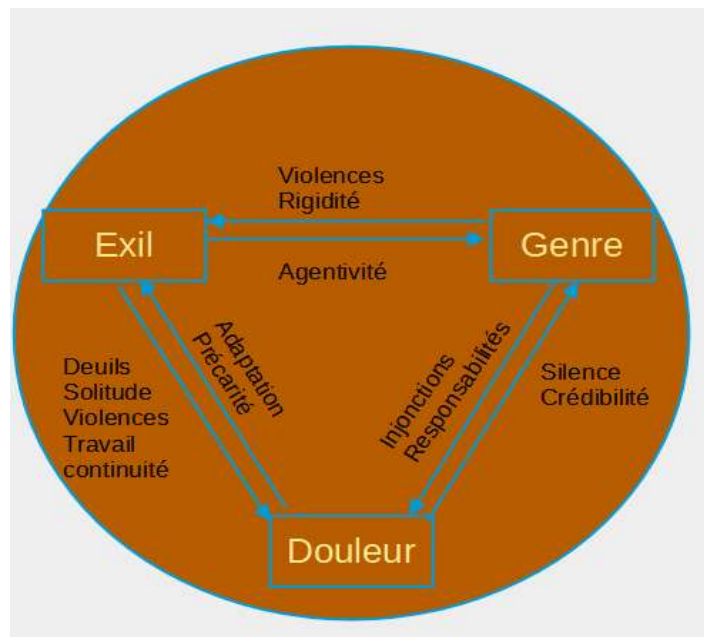 Violences
Rigidité
Exil
Genre
Agentivité
Adaptation
Précarité
Injonctions
Responsabilités
Deuils
Solitude
Violences
Travail
continuité
Silence
Crédibilité
Douleur